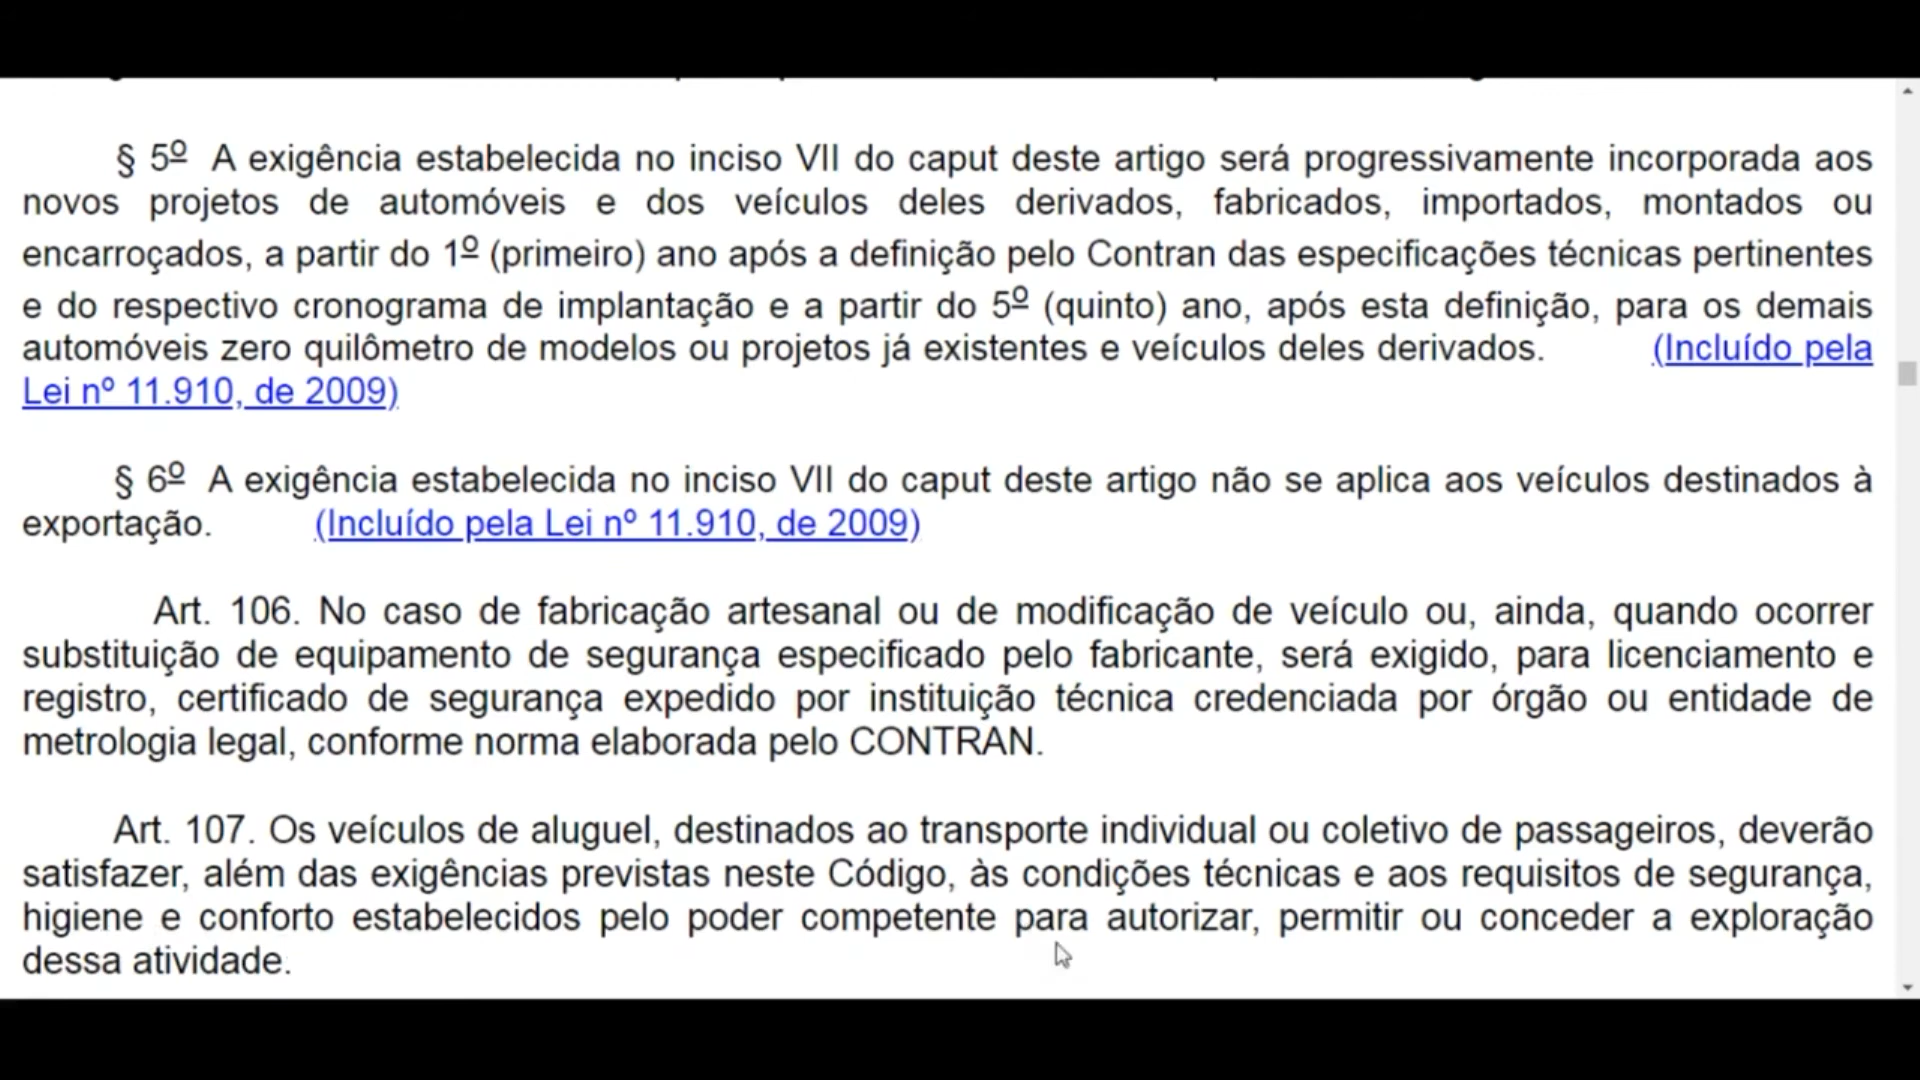 § 5º A exigência estabelecida no inciso VII do caput deste artigo será progressivamente incorporada aos
novos projetos de automóveis e dos veículos deles derivados, fabricados, importados, montados ou
encarroçados, a partir do 1º (primeiro) ano após a definição pelo Contran das especificações técnicas pertinentes
e do respectivo cronograma de implantação e a partir do 5º (quinto) ano, após esta definição, para os demais
automóveis zero quilômetro de modelos ou projetos já existentes e veículos deles derivados. (Incluído pela
Lei nº 11.910, de 2009)
§ 6º A exigência estabelecida no inciso VII do caput deste artigo não se aplica aos veículos destinados à
exportação. (Incluído pela Lei nº 11.910, de 2009)
Art. 106. No caso de fabricação artesanal ou de modificação de veículo ou, ainda, quando ocorrer
substituição de equipamento de segurança especificado pelo fabricante, será exigido, para licenciamento e
registro, certificado de segurança expedido por instituição técnica credenciada por órgão ou entidade de
metrologia legal, conforme norma elaborada pelo CONTRAN.
Art. 107. Os veículos de aluguel, destinados ao transporte individual ou coletivo de passageiros, deverão
satisfazer, além das exigências previstas neste Código, às condições técnicas e aos requisitos de segurança,
higiene e conforto estabelecidos pelo poder competente para autorizar, permitir ou conceder a exploração
dessa atividade.